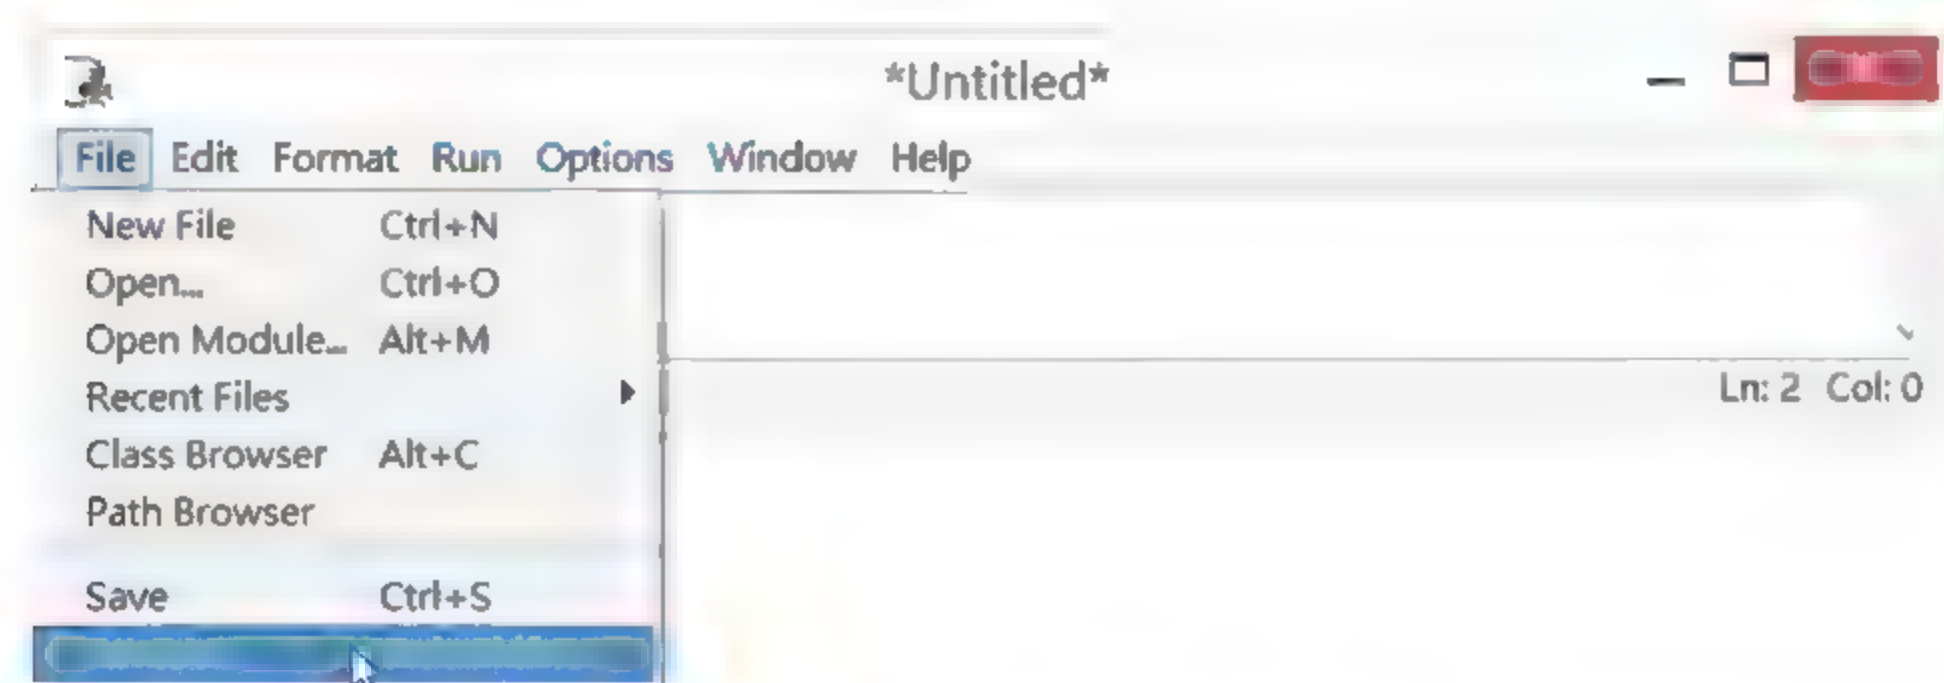 *Untitled*
File Edit Format Run Options Window Help
New File Ctrl+N
Open... Ctrl+O
Open Module... Alt+M
Recent Files
Class Browser Alt+C
Path Browser
Save Ctrl+S
Ln: 2 Col: 0